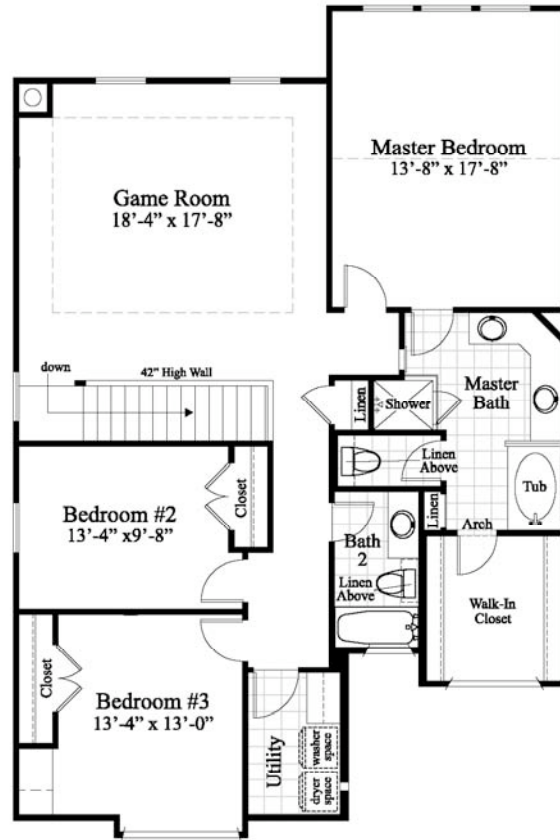 Master Bedroom
13'-8” x 17'-8”
Game Room
18'-4” x 17'-8”
down
42” High Wall
Linen
Shower
Master
Bath
Linen
Above
Tub
Closet
Bedroom #2
13'-4” x9'-8”
Bath
2
Linen
Arch
Linen
Above
Walk-In
Closet
Closet
Bedroom #3
13'-4” x 13'-0”
Utility
washer
space
dryer
space